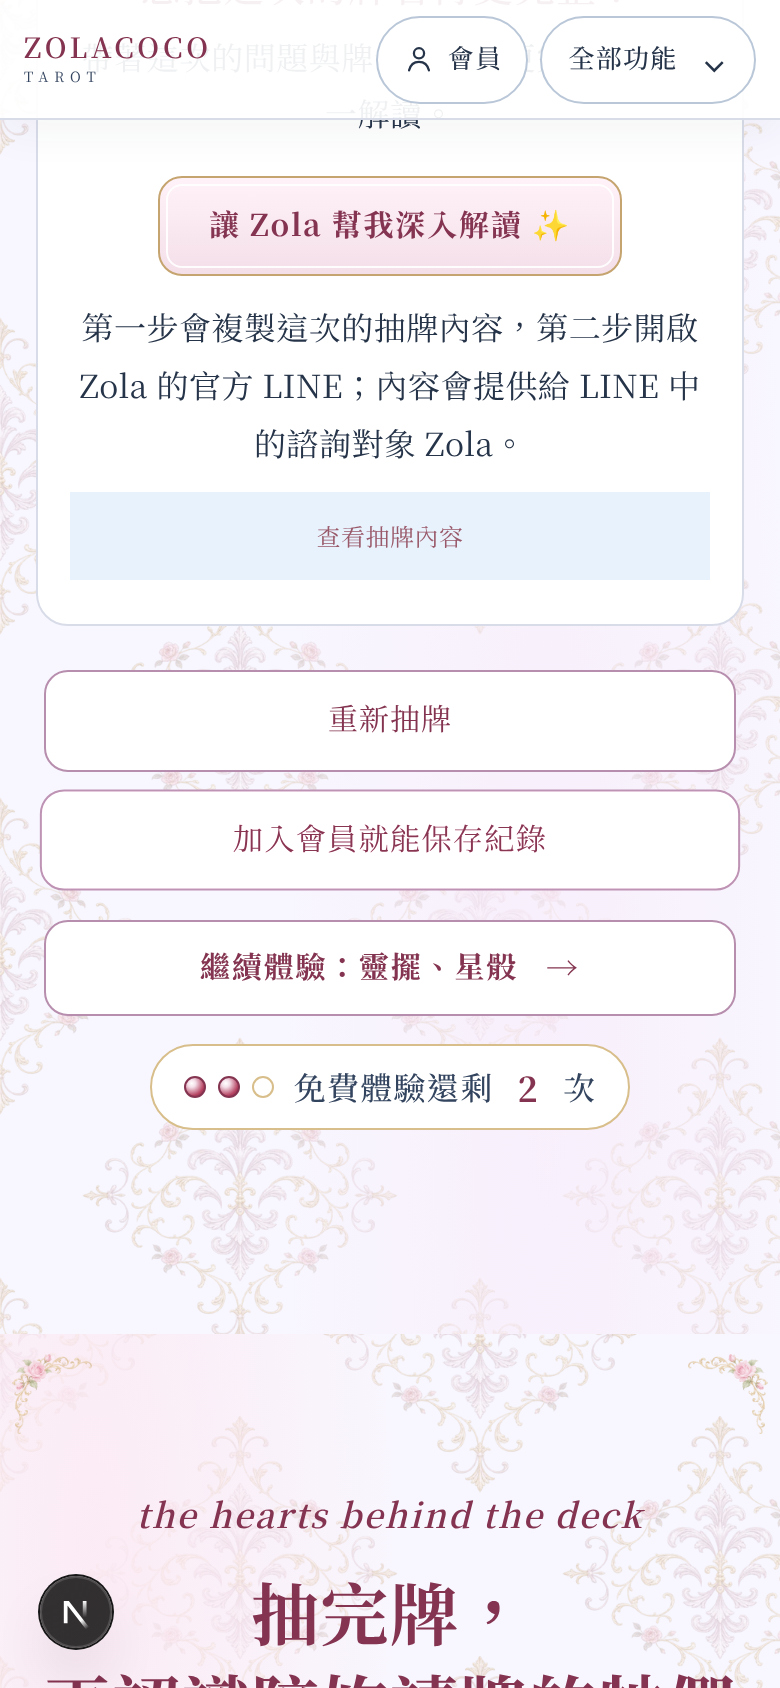 ZOLACOCO
TAROT
會員
全部功能
一解讀。
讓 Zola 幫我深入解讀 ✨
第一步會複製這次的抽牌內容，第二步開啟
Zola 的官方 LINE；內容會提供給 LINE 中
的諮詢對象 Zola。
查看抽牌內容
重新抽牌
加入會員就能保存紀錄
繼續體驗：靈擺、星骰 →
免費體驗還剩 2 次
the hearts behind the deck
抽完牌，
N